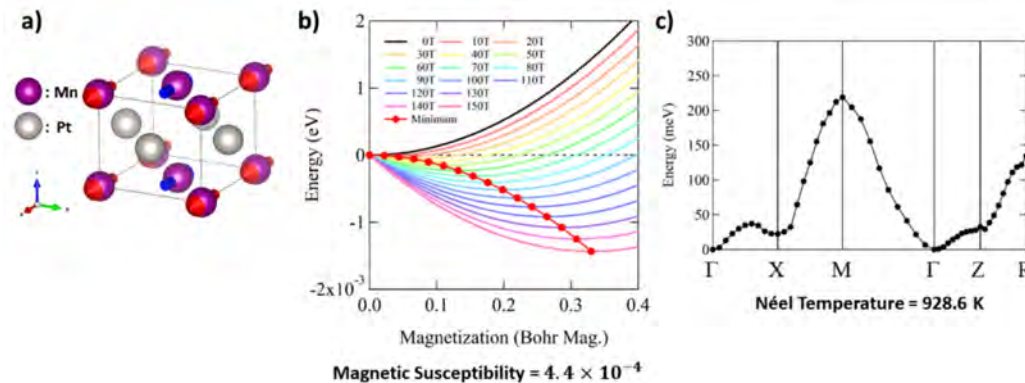 a)
: Mn
: Pt
b)
Energy (eV)
2
0
-2x10⁻³
0T 10T 20T
30T 40T 50T
60T 70T 80T
90T 100T 110T
120T 130T
140T 150T
Minimum
0.0 0.1 0.2 0.3 0.4
Magnetization (Bohr Mag.)
Magnetic Susceptibility = 4.4 × 10⁻⁴
c)
Energy (meV)
300
250
200
150
100
50
0
Γ X M Γ Z
Néel Temperature = 928.6 K